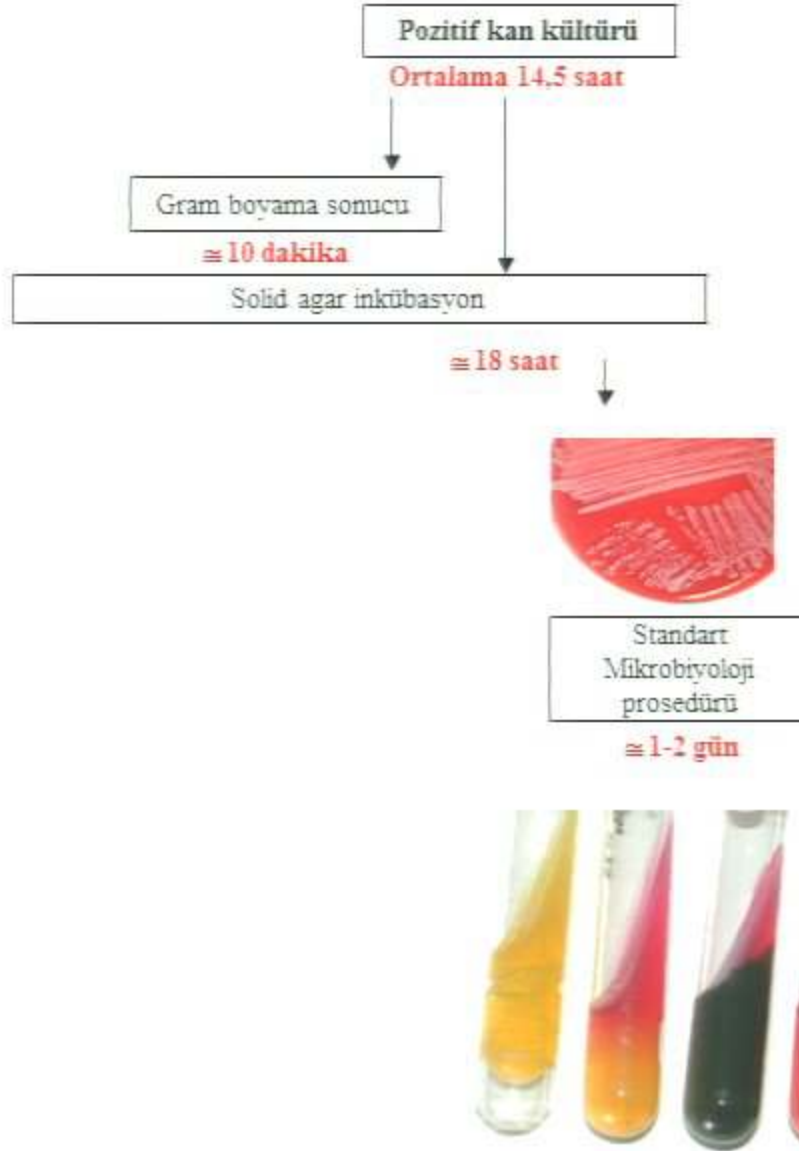 Pozitif kan kültürü
Ortalama 14,5 saat
Gram boyama sonucu
≅ 10 dakika
Solid agar inkübasyon
≅ 18 saat
Standart
Mikrobiyoloji
prosedürü
≅ 1-2 gün